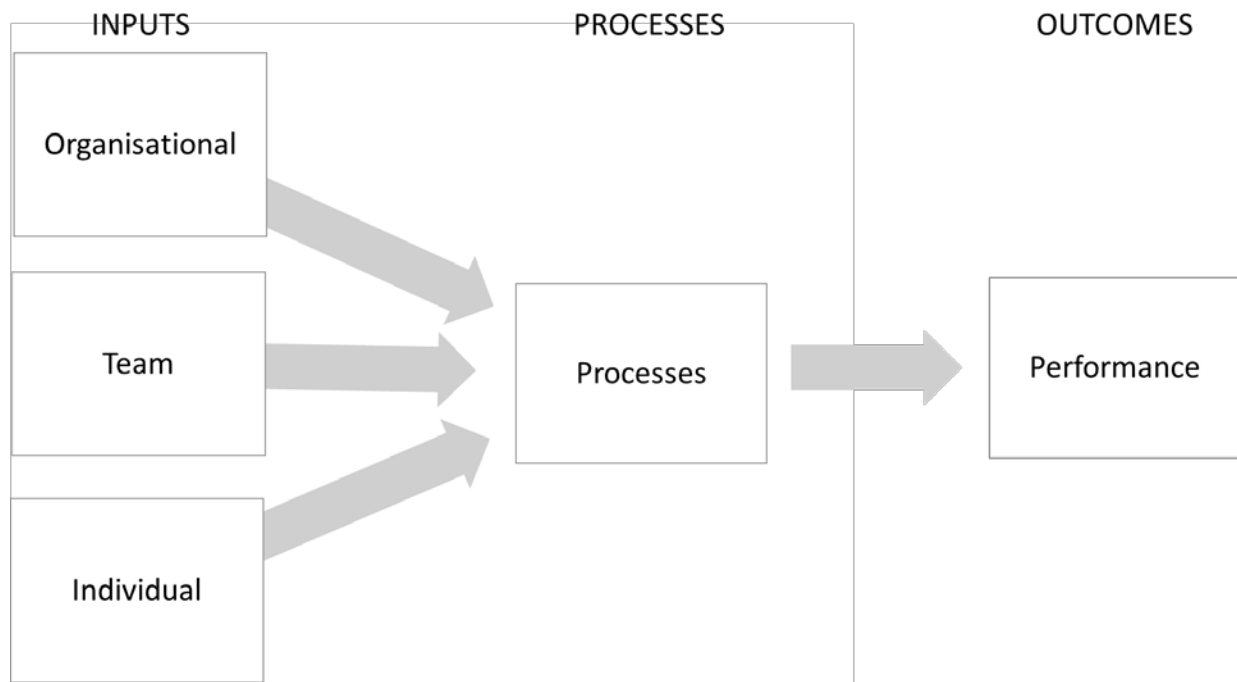 INPUTS
PROCESSES
OUTCOMES
Organisational
Team
Processes
Performance
Individual